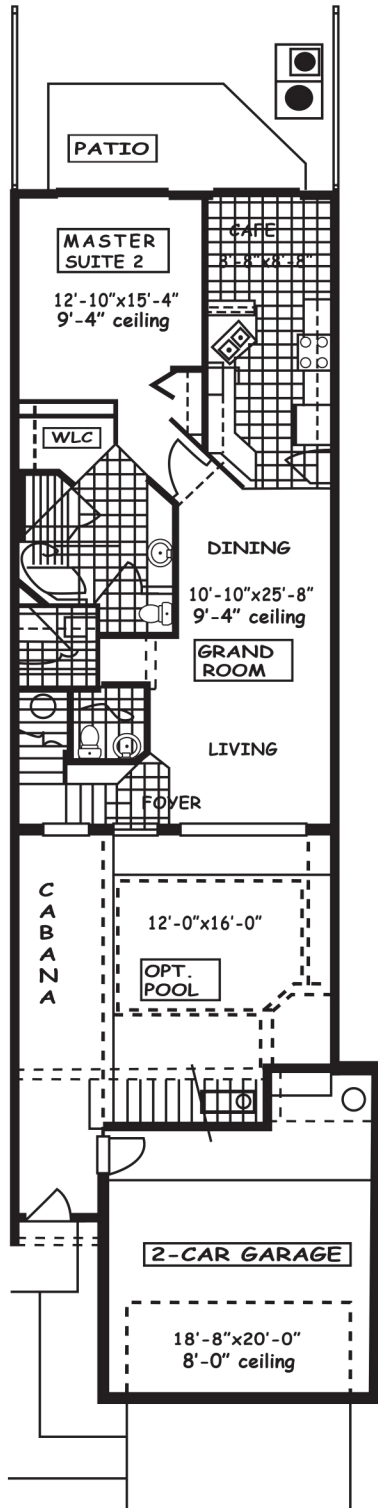 PATIO
CAFE
8'-8"x8'-8"
MASTER
SUITE 2
12'-10"x15'-4"
9'-4" ceiling
WLC
DINING
10'-10"x25'-8"
9'-4" ceiling
GRAND
ROOM
LIVING
FOYER
CABANA
12'-0"x16'-0"
OPT.
POOL
2-CAR GARAGE
18'-8"x20'-0"
8'-0" ceiling